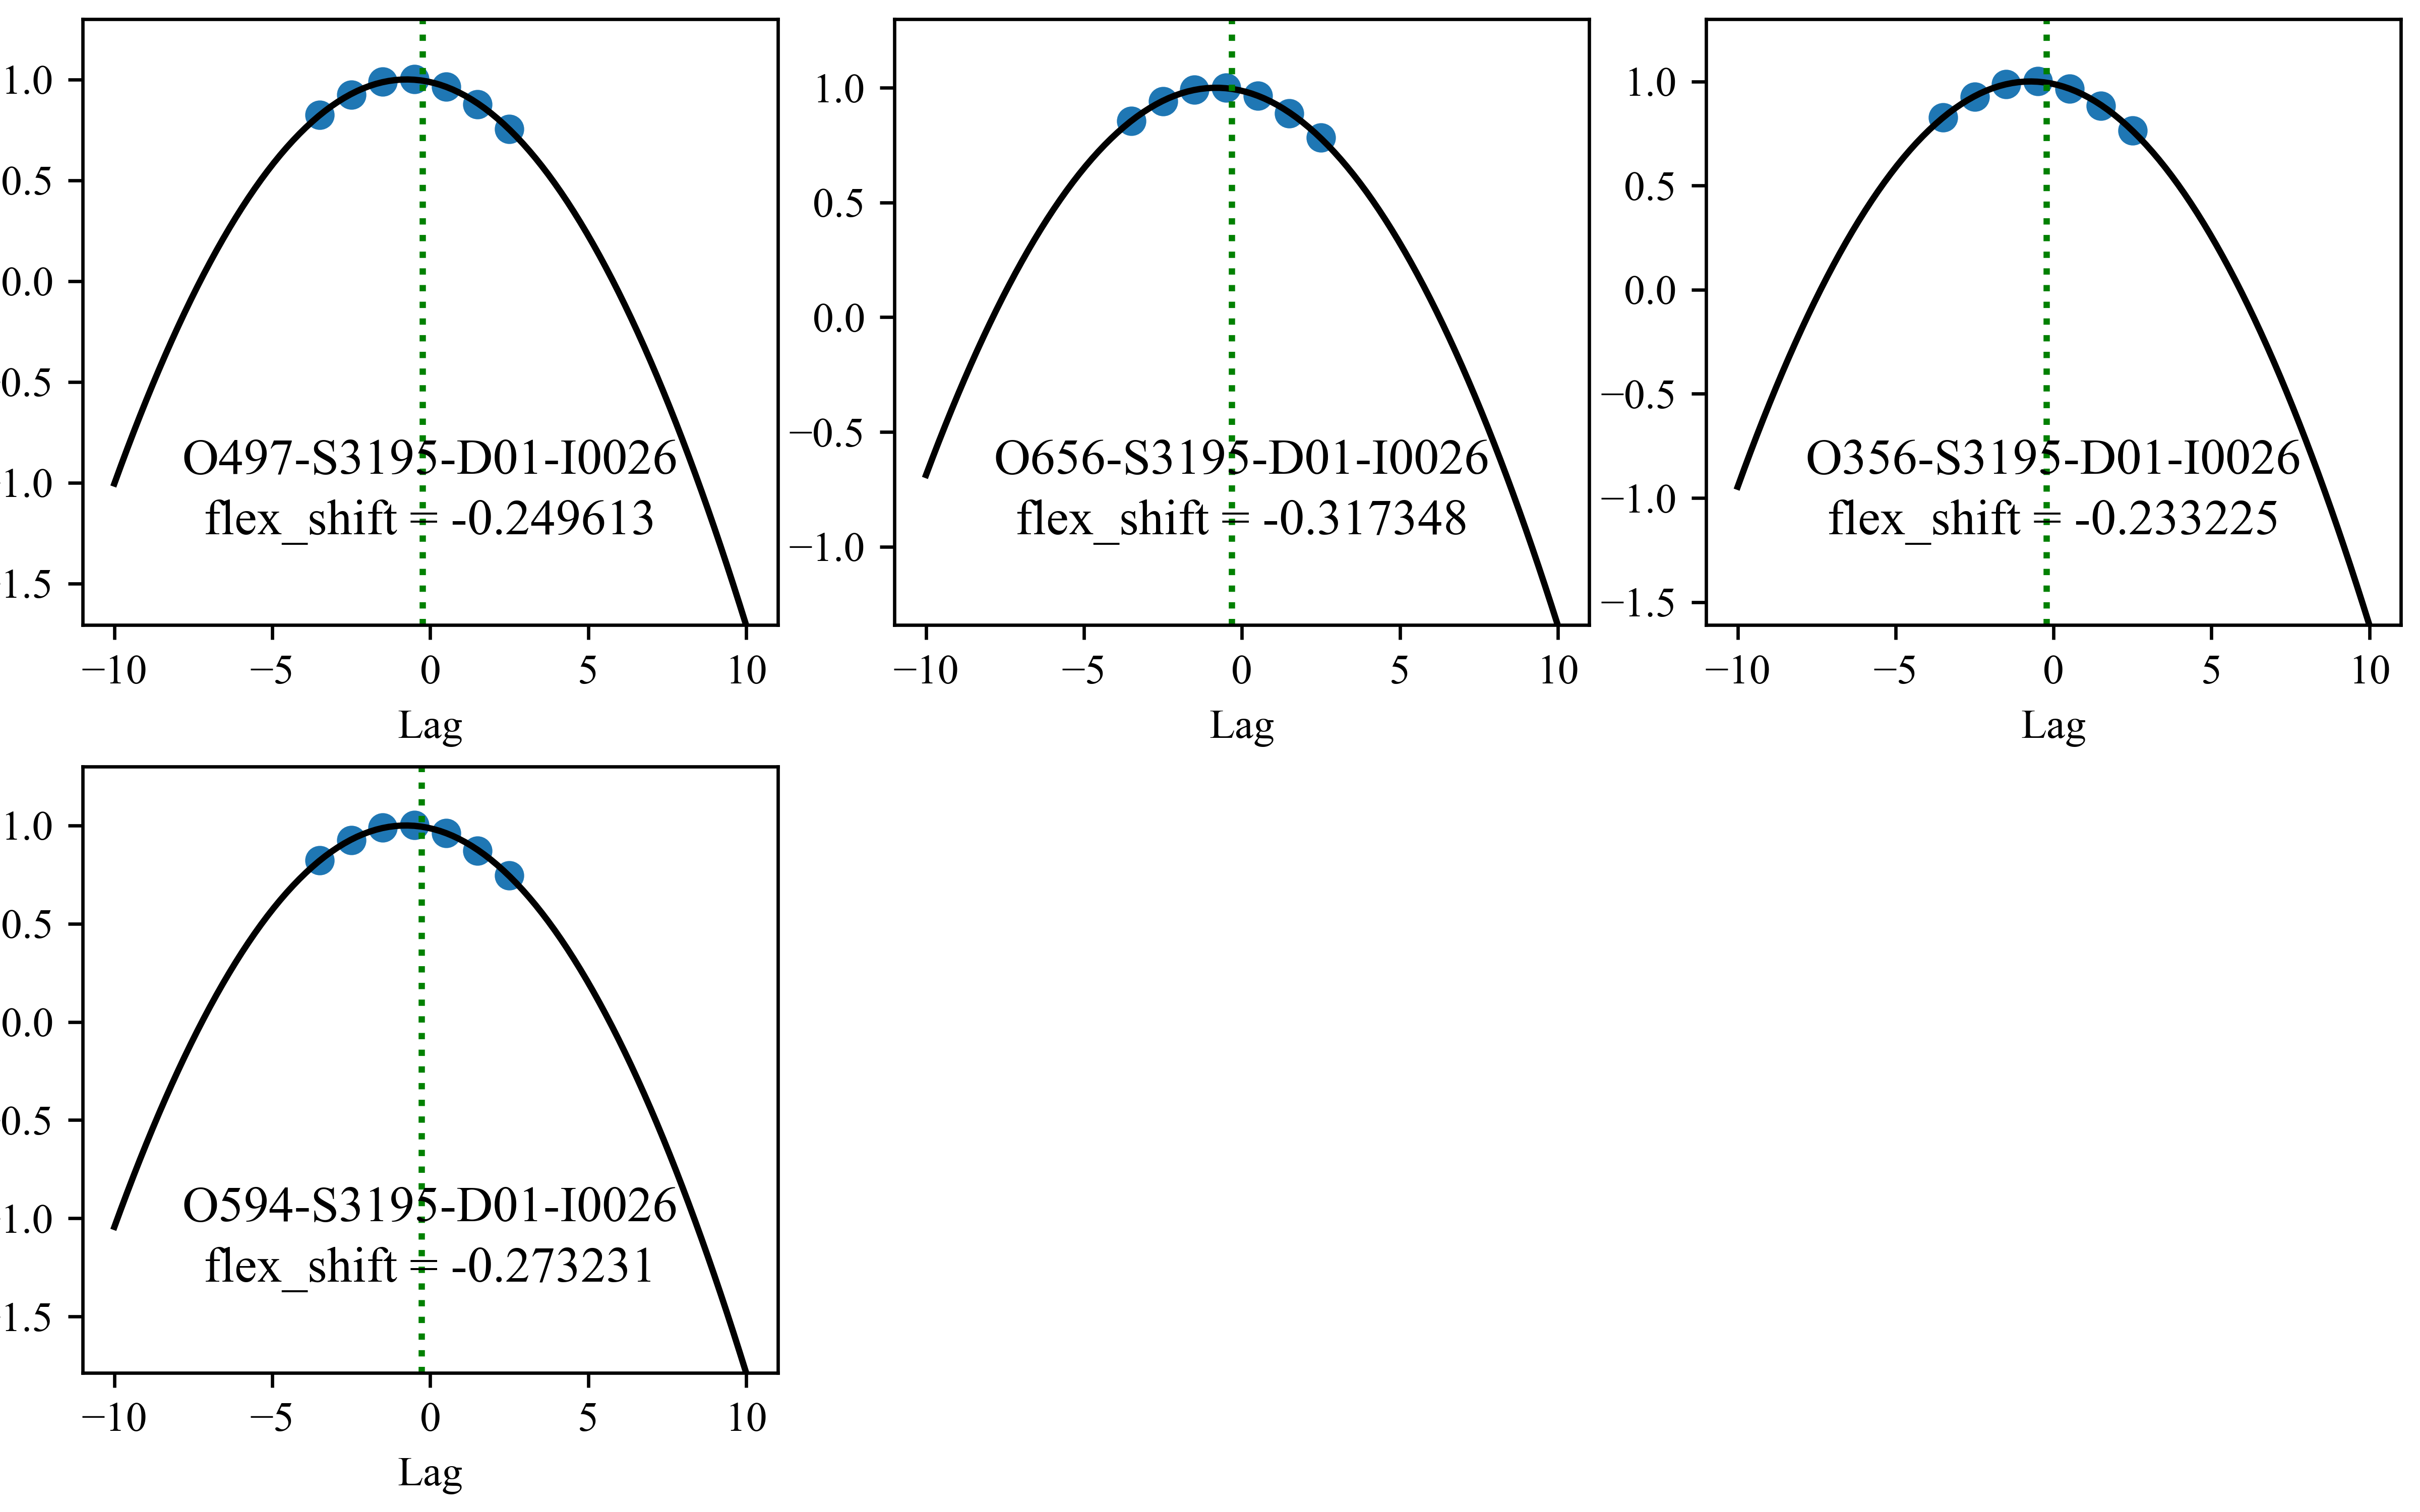 1.0
0.5
0.0
0.5
1.0
1.5
O497-S3195-D01-I0026
flex_shift = -0.249613
−10 −5 0 5 10
Lag
1.0
0.5
0.0
−0.5
−1.0
O656-S3195-D01-I0026
flex_shift = -0.317348
−10 −5 0 5 10
Lag
1.0
0.5
0.0
−0.5
−1.0
−1.5
O356-S3195-D01-I0026
flex_shift = -0.233225
−10 −5 0 5 10
Lag
1.0
0.5
0.0
0.5
1.0
1.5
O594-S3195-D01-I0026
flex_shift = -0.273231
−10 −5 0 5 10
Lag